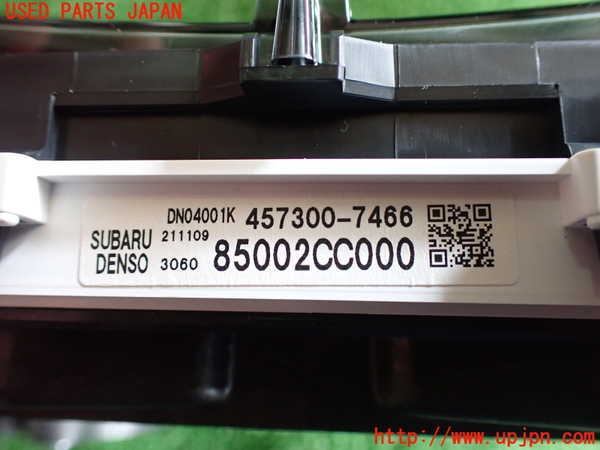 USED PARTS JAPAN
DN04001K 457300-7466
SUBARU 211109
DENSO 3060 85002CC000
http://www.upjpn.com/